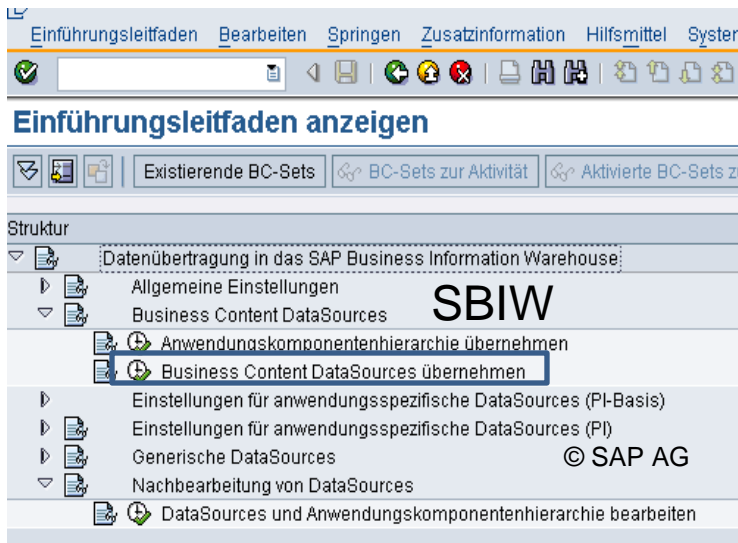 Einführungsleitfaden Bearbeiten Springen Zusatzinformation Hilfsmittel
Einführungsleitfaden anzeigen
Existierende BC-Sets BC-Sets zur Aktivität Aktivierte BC-Sets
Struktur
Datenübertragung in das SAP Business Information Warehouse
Allgemeine Einstellungen
SBIW
Business Content DataSources
Anwendungskomponentenhierarchie übernehmen
Business Content DataSources übernehmen
Einstellungen für anwendungsspezifische DataSources (PI-Basis)
Einstellungen für anwendungsspezifische DataSources (PI)
Generische DataSources
© SAP AG
Nachbearbeitung von DataSources
DataSources und Anwendungskomponentenhierarchie bearbeiten